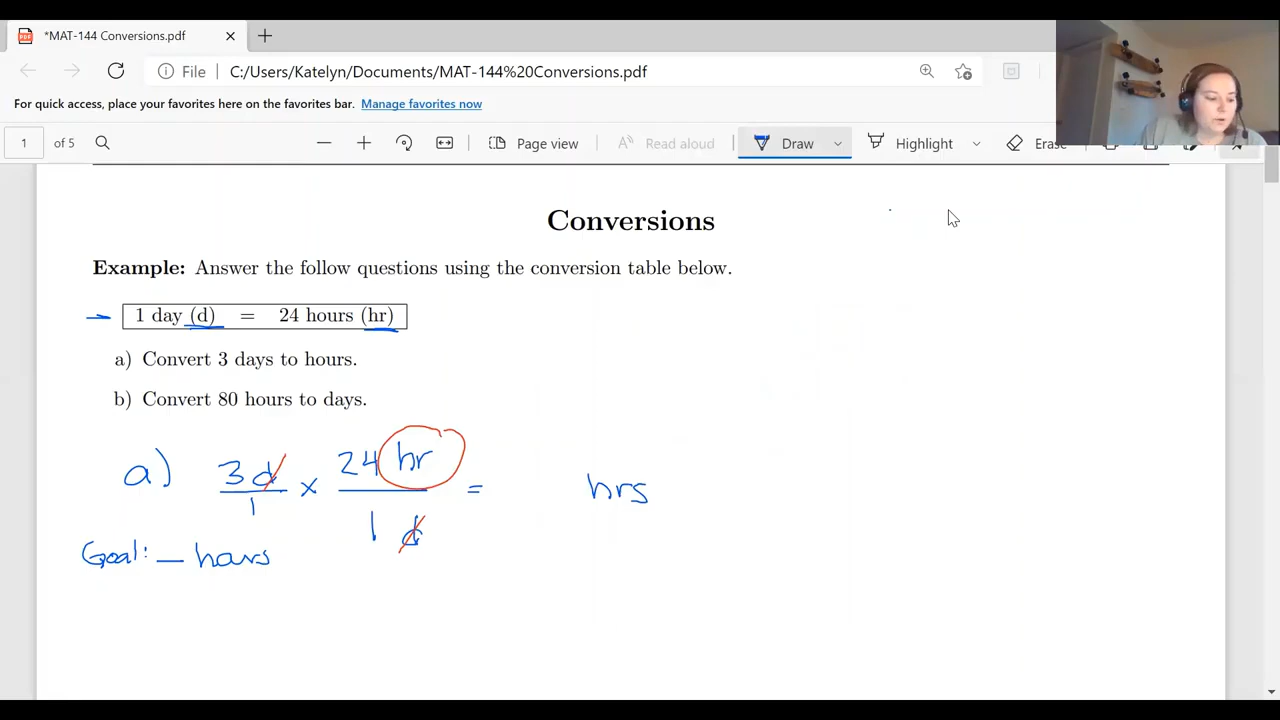 *MAT-144 Conversions.pdf
File C:/Users/Katelyn/Documents/MAT-144%20Conversions.pdf
For quick access, place your favorites here on the favorites bar. Manage favorites now
1 of 5 Page view Read aloud Draw Highlight Erase
Conversions
Example: Answer the follow questions using the conversion table below.
1 day (d) = 24 hours (hr)
a) Convert 3 days to hours.
b) Convert 80 hours to days.
a) 3d/1 × 24 hr/1 d = hrs
Goal: _ hours